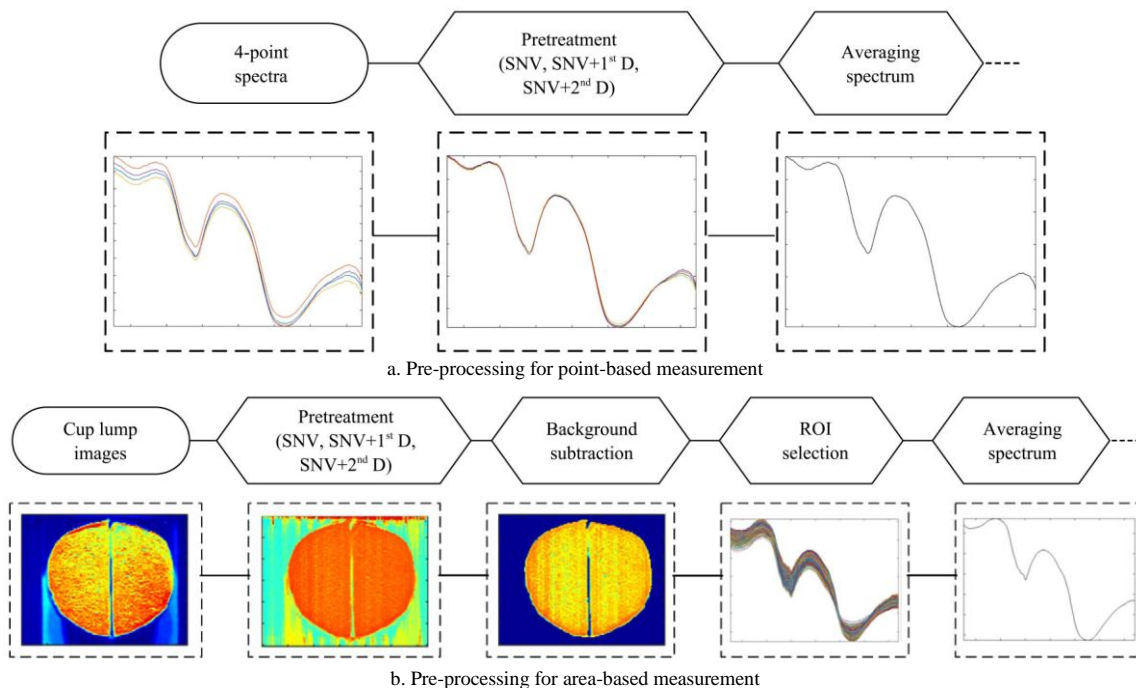 4-point
spectra
Pretreatment
(SNV, SNV+1st D,
SNV+2nd D)
Averaging
spectrum
a. Pre-processing for point-based measurement
Cup lump
images
Pretreatment
(SNV, SNV+1st D,
SNV+2nd D)
Background
subtraction
ROI
selection
Averaging
spectrum
b. Pre-processing for area-based measurement